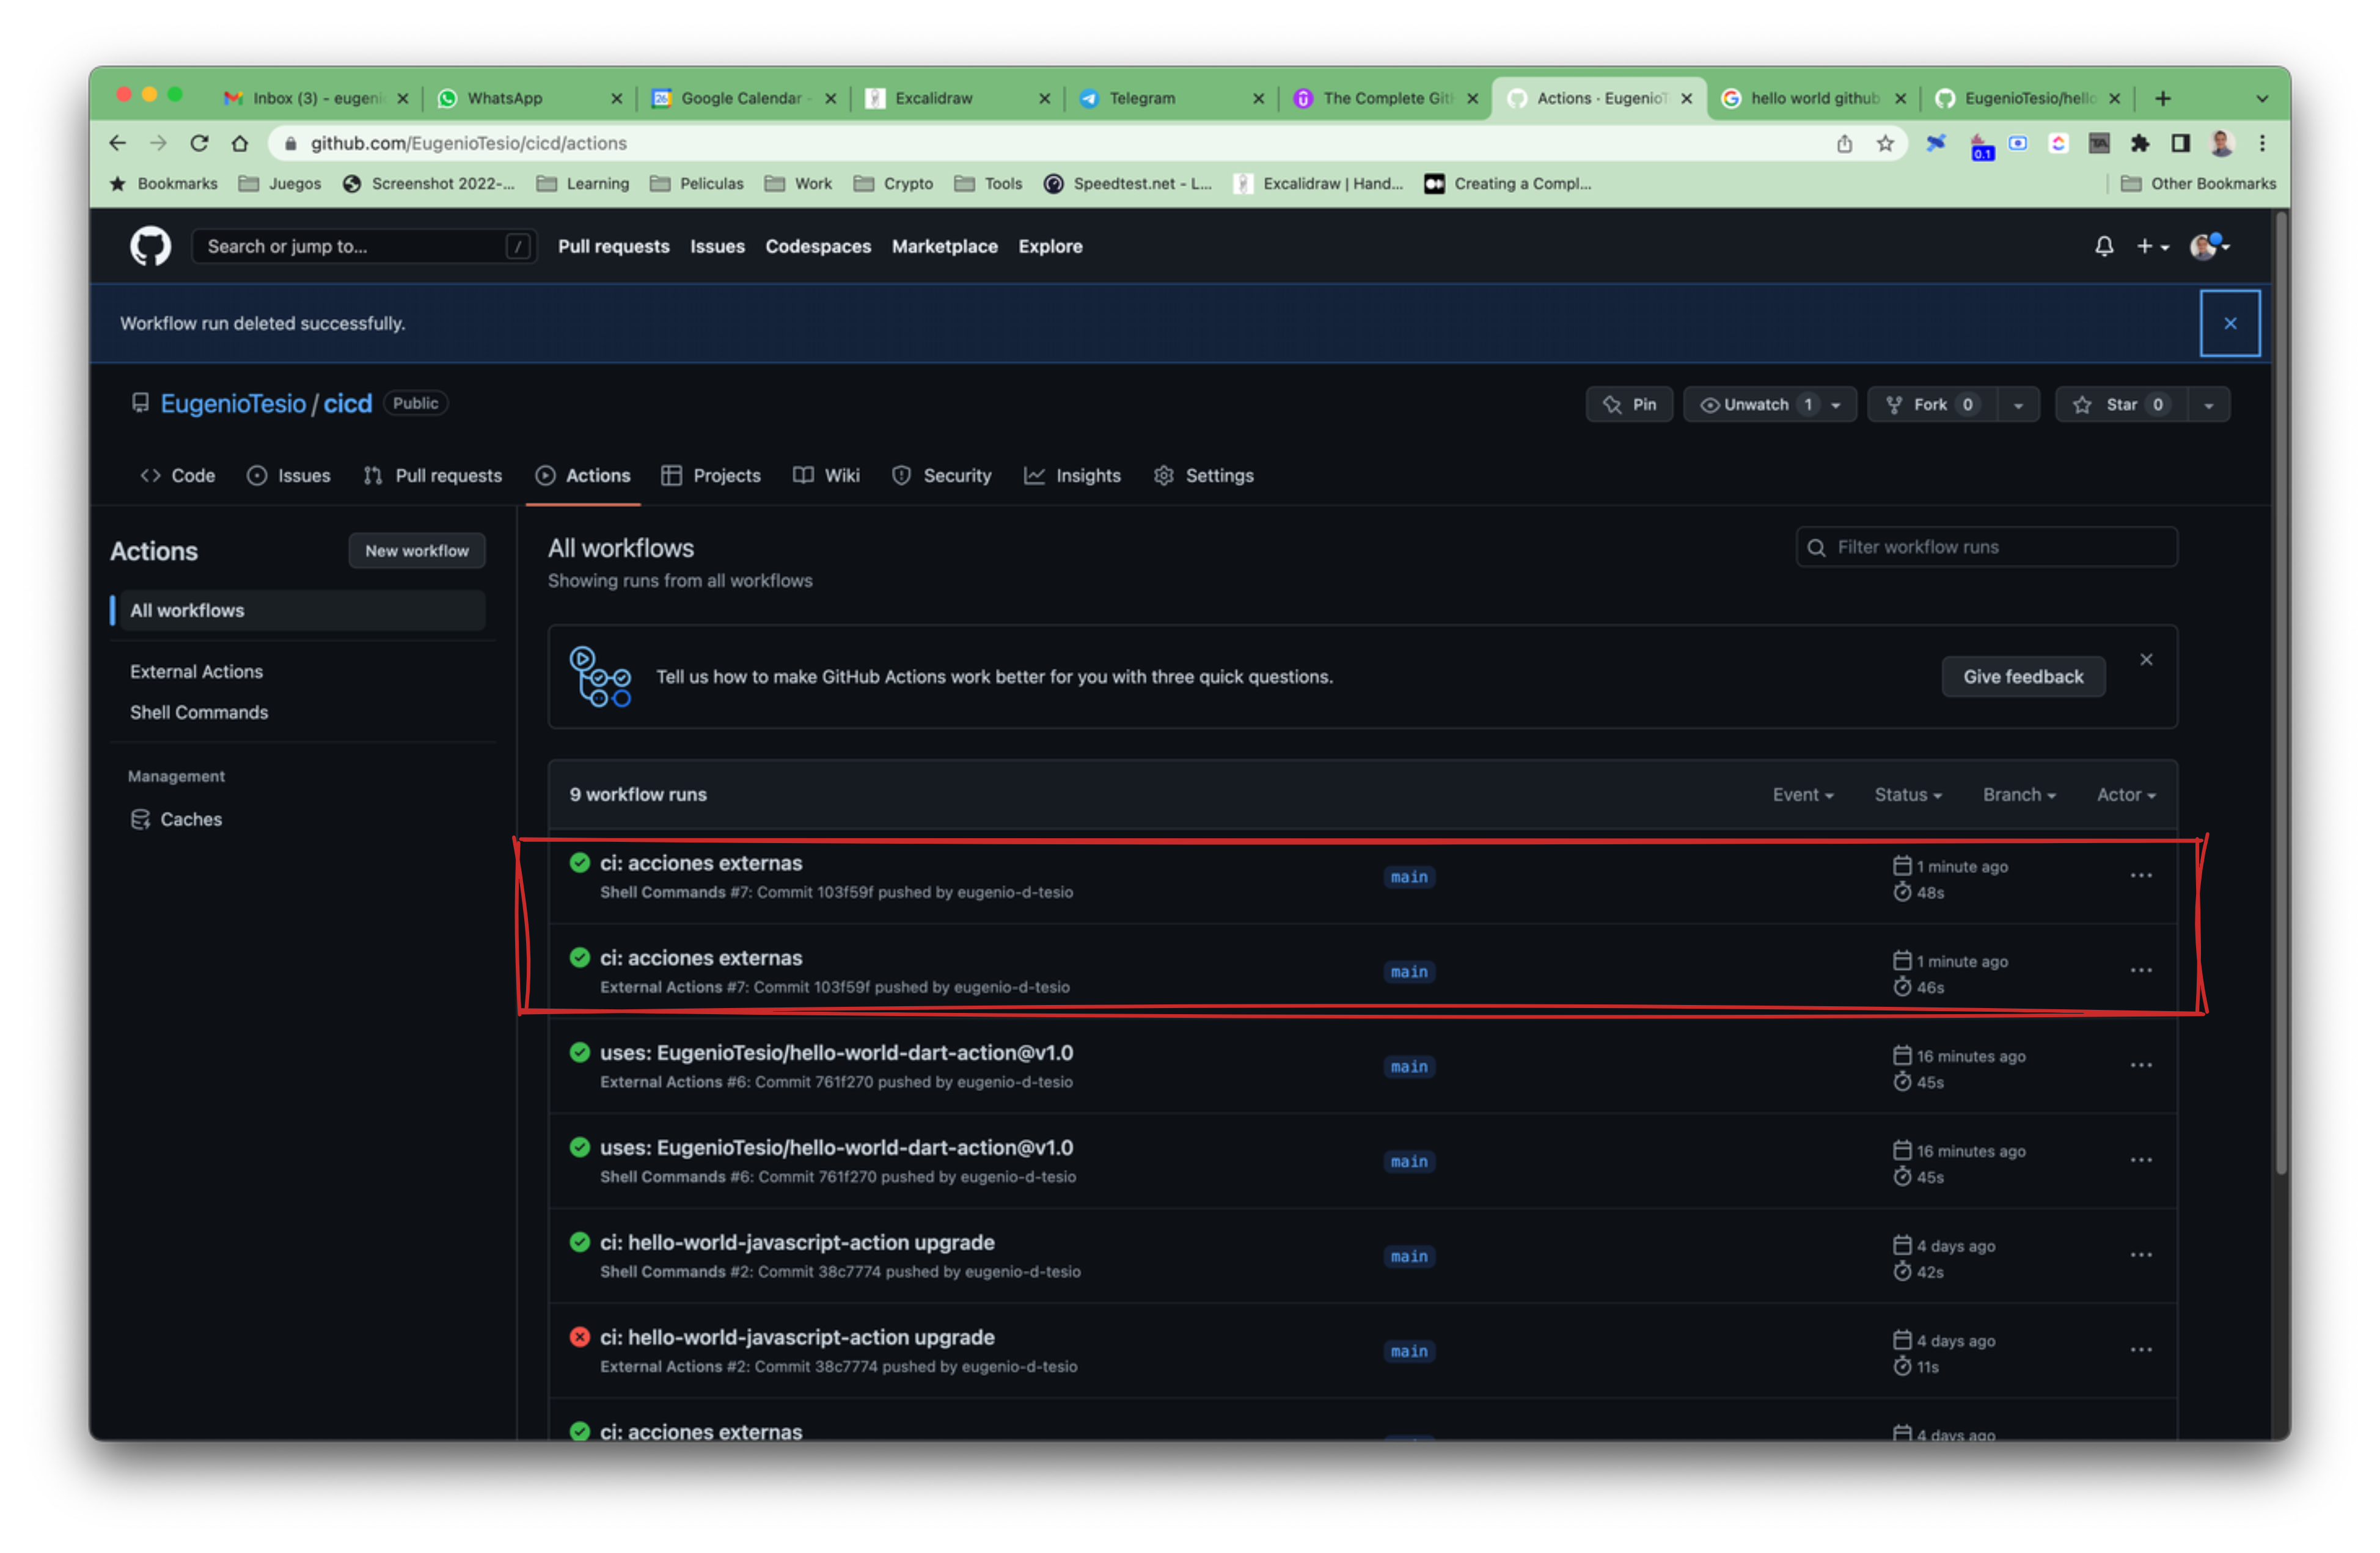 Inbox (3) - eugeni
WhatsApp
Google Calendar -
Excalidraw
Telegram
The Complete Git
Actions · EugenioT
hello world github
EugenioTesio/hello
github.com/EugenioTesio/cicd/actions
0.1
Bookmarks
Juegos
Screenshot 2022-...
Learning
Peliculas
Work
Crypto
Tools
Speedtest.net - L...
Excalidraw | Hand...
Creating a Compl...
Other Bookmarks
Search or jump to... /
Pull requests
Issues
Codespaces
Marketplace
Explore
Workflow run deleted successfully.
EugenioTesio / cicd Public
Pin
Unwatch 1
Fork 0
Star 0
Code
Issues
Pull requests
Actions
Projects
Wiki
Security
Insights
Settings
Actions
New workflow
All workflows
External Actions
Shell Commands
Management
Caches
All workflows
Showing runs from all workflows
Filter workflow runs
Tell us how to make GitHub Actions work better for you with three quick questions.
Give feedback
9 workflow runs
Event
Status
Branch
Actor
ci: acciones externas
Shell Commands #7: Commit 103f59f pushed by eugenio-d-tesio
main
1 minute ago
48s
ci: acciones externas
External Actions #7: Commit 103f59f pushed by eugenio-d-tesio
main
1 minute ago
46s
uses: EugenioTesio/hello-world-dart-action@v1.0
External Actions #6: Commit 761f270 pushed by eugenio-d-tesio
main
16 minutes ago
45s
uses: EugenioTesio/hello-world-dart-action@v1.0
Shell Commands #6: Commit 761f270 pushed by eugenio-d-tesio
main
16 minutes ago
45s
ci: hello-world-javascript-action upgrade
Shell Commands #2: Commit 38c7774 pushed by eugenio-d-tesio
main
4 days ago
42s
ci: hello-world-javascript-action upgrade
External Actions #2: Commit 38c7774 pushed by eugenio-d-tesio
main
4 days ago
11s
ci: acciones externas
4 days ago